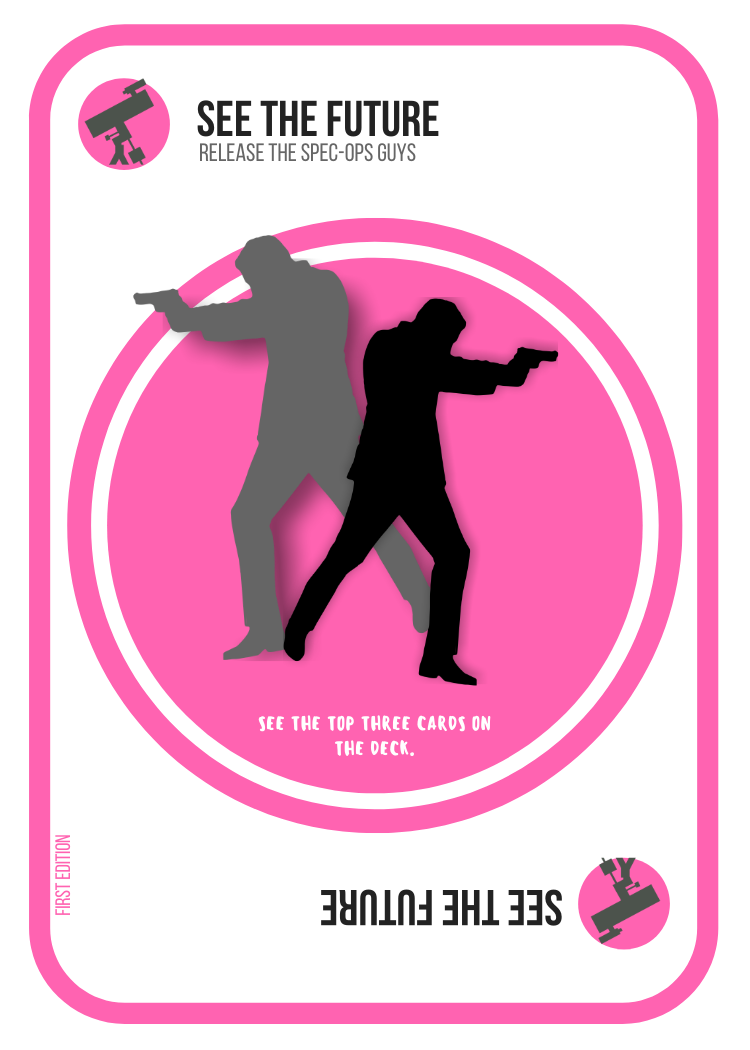 SEE THE FUTURE
RELEASE THE SPEC-OPS GUYS
SEE THE TOP THREE CARDS ON
THE DECK.
FIRST EDITION
SEE THE FUTURE